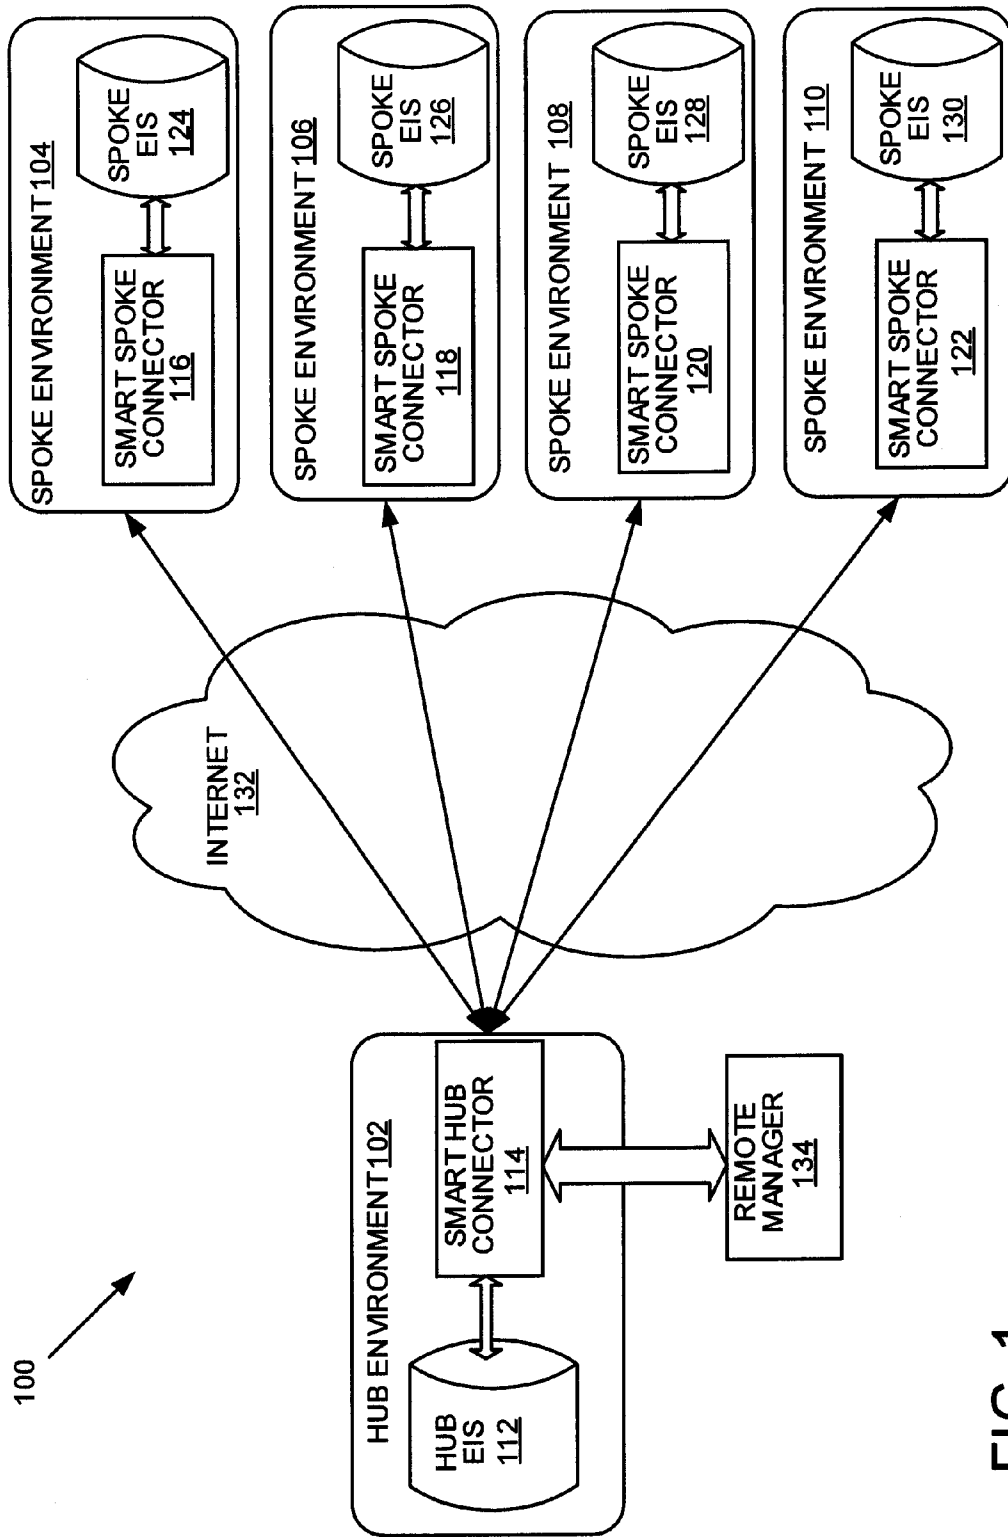 100
HUB ENVIRONMENT 102
HUB
EIS
112
SMART HUB
CONNECTOR
114
REMOTE
MANAGER
134
INTERNET
132
SPOKE ENVIRONMENT 104
SMART SPOKE
CONNECTOR
116
SPOKE
EIS
124
SPOKE ENVIRONMENT 106
SMART SPOKE
CONNECTOR
118
SPOKE
EIS
126
SPOKE ENVIRONMENT 108
SMART SPOKE
CONNECTOR
120
SPOKE
EIS
128
SPOKE ENVIRONMENT 110
SMART SPOKE
CONNECTOR
122
SPOKE
EIS
130
FIG. 1